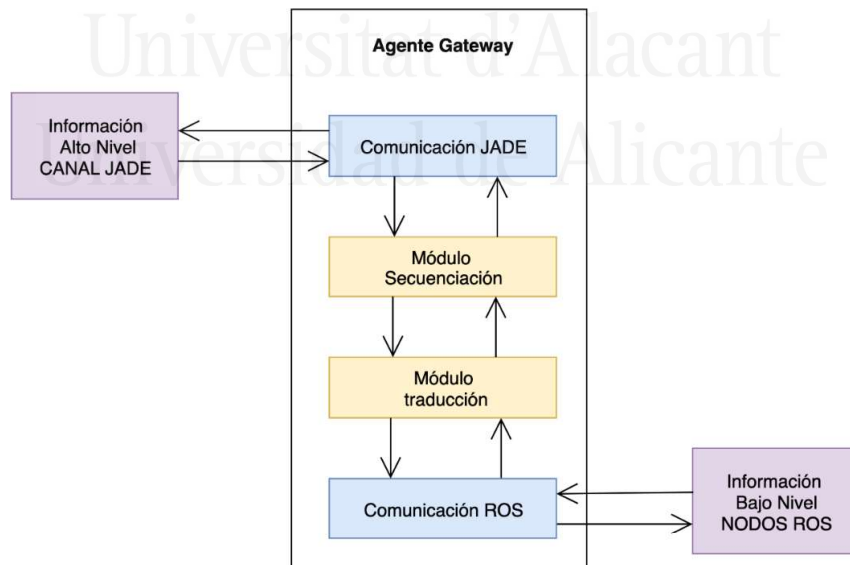 Universitat d'Alacant
Universidad de Alicante
Agente Gateway
Información
Alto Nivel
CANAL JADE
Comunicación JADE
Módulo
Secuenciación
Módulo
traducción
Comunicación ROS
Información
Bajo Nivel
NODOS ROS